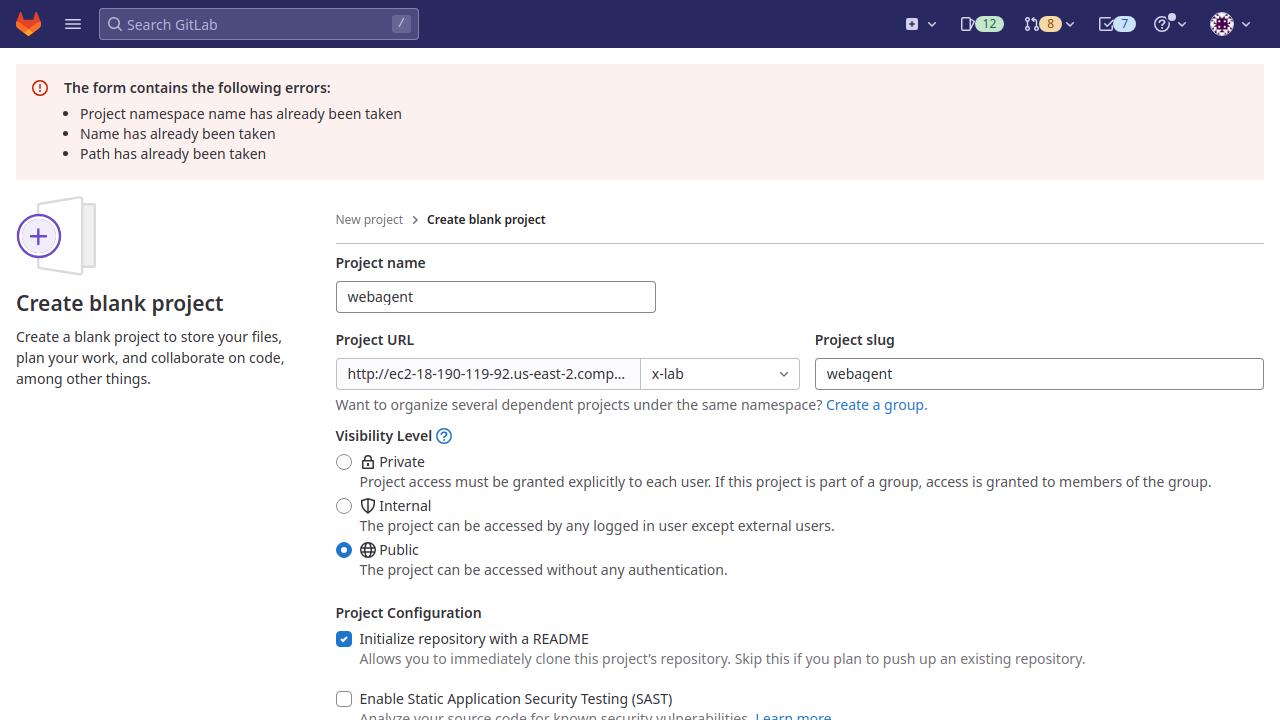 Search GitLab
/
12
8
7
The form contains the following errors:
Project namespace name has already been taken
Name has already been taken
Path has already been taken
New project
Create blank project
Create blank project
Create a blank project to store your files,
plan your work, and collaborate on code,
among other things.
Project name
webagent
Project URL
Project slug
http://ec2-18-190-119-92.us-east-2.comp...
x-lab
webagent
Want to organize several dependent projects under the same namespace? Create a group.
Visibility Level
Private
Project access must be granted explicitly to each user. If this project is part of a group, access is granted to members of the group.
Internal
The project can be accessed by any logged in user except external users.
Public
The project can be accessed without any authentication.
Project Configuration
Initialize repository with a README
Allows you to immediately clone this project's repository. Skip this if you plan to push up an existing repository.
Enable Static Application Security Testing (SAST)
Analyze your source code for known security vulnerabilities. Learn more.